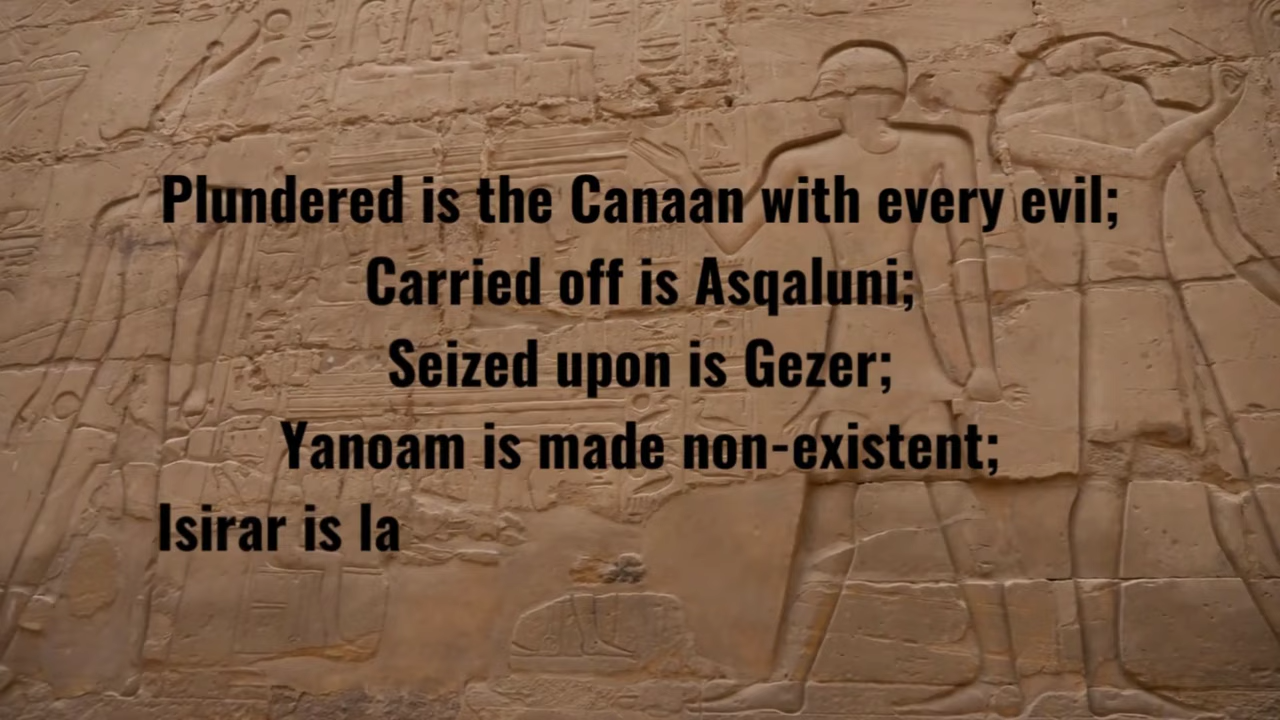 Plundered is the Canaan with every evil;
Carried off is Asqaluni;
Seized upon is Gezer;
Yanoam is made non-existent;
Isirar is la